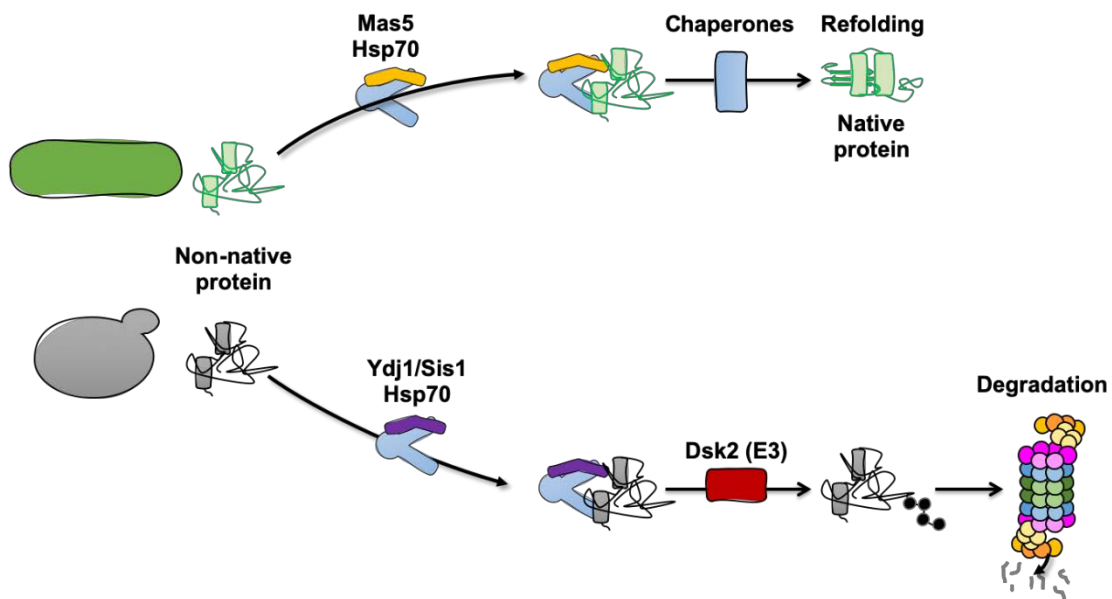 Mas5
Hsp70
Chaperones
Refolding
Native
protein
Non-native
protein
Ydj1/Sis1
Hsp70
Dsk2 (E3)
Degradation